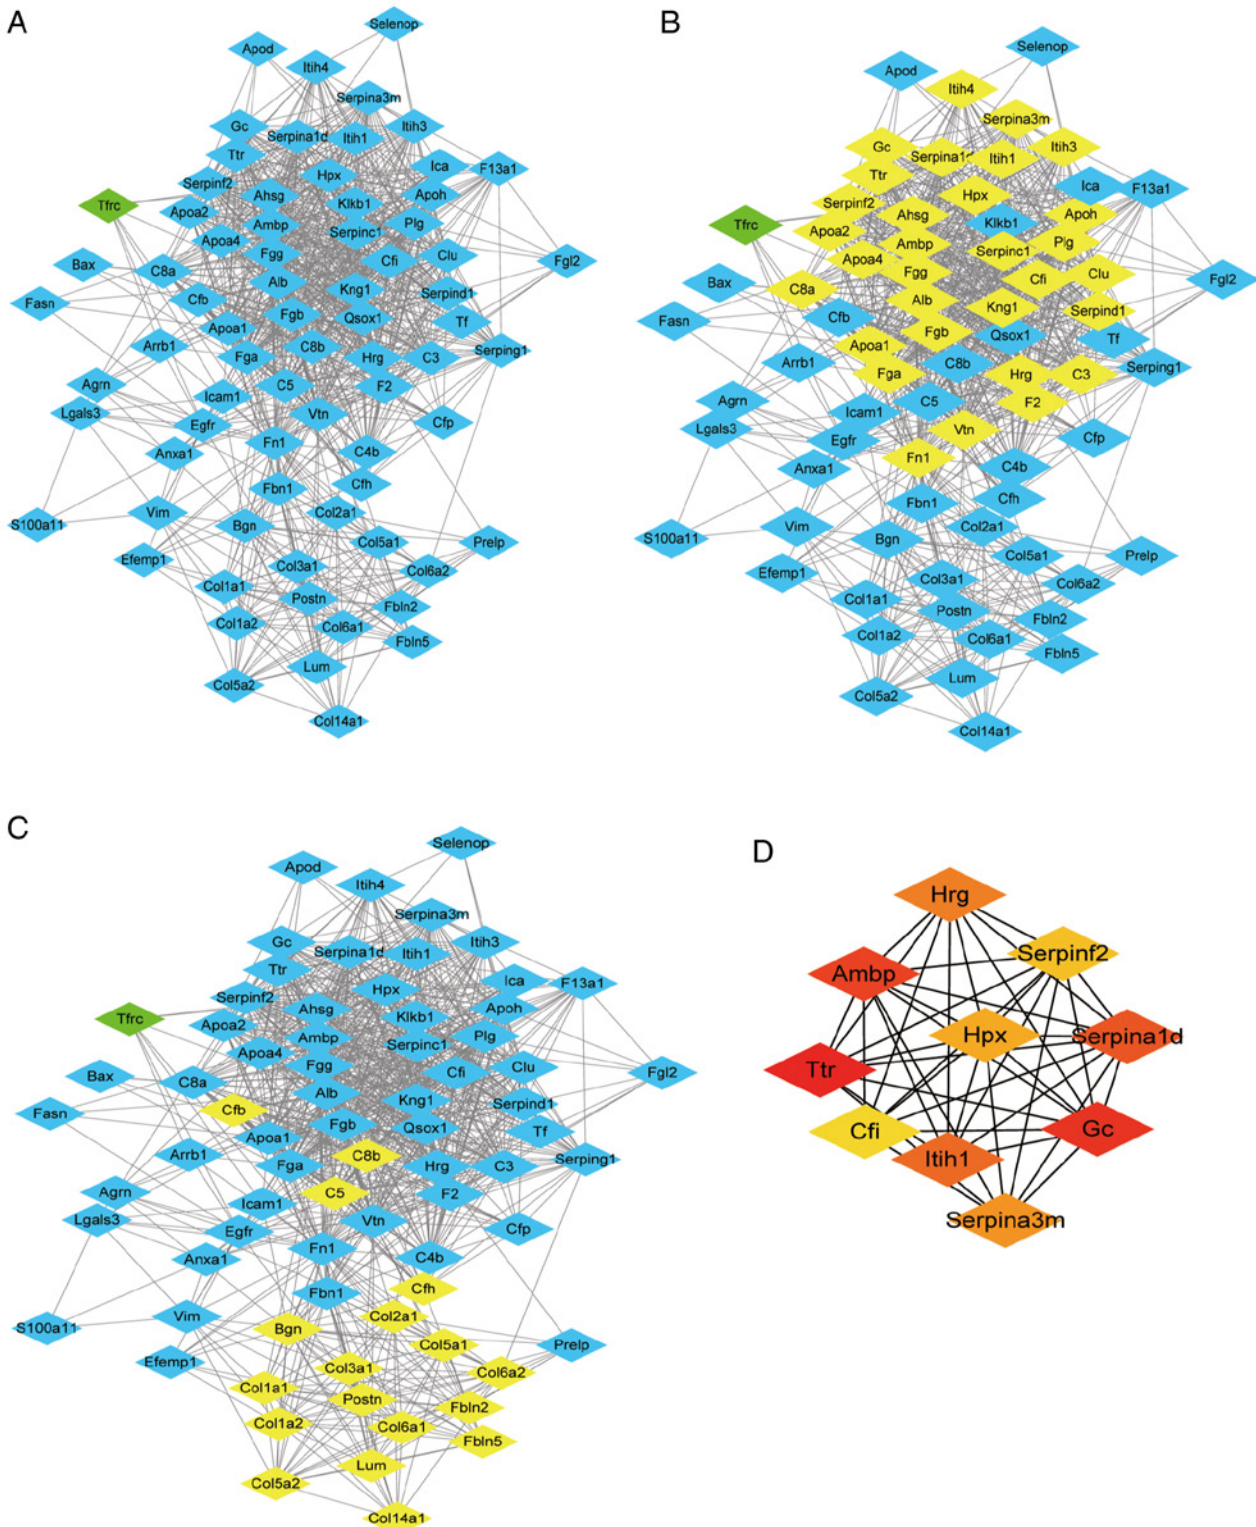 A
Selenop
Apod
Itih4
Serpina3m
Gc
Serpina1d
Itih1
Itih3
Ttr
Ica
F13a1
Serpinf2
Hpx
Tfrc
Ahsg
Klkb1
Apoh
Apoa2
Ambp
Serpinc1
Plg
Apoa4
Fgg
Cfi
Clu
Fgl2
Bax
C8a
Alb
Kng1
Serpind1
Fasn
Cfb
Fgb
Qsox1
Tf
Apoa1
Arrb1
Fga
C8b
Hrg
C3
Serping1
Agrn
C5
F2
Lgals3
Icam1
Vtn
Egfr
Cfp
Fn1
Anxa1
C4b
Fbn1
Cfh
S100a11
Vim
Bgn
Col2a1
Efemp1
Col5a1
Prelp
Col3a1
Col6a2
Col1a1
Postn
Fbln2
Col1a2
Col6a1
Fbln5
Lum
Col5a2
Col14a1
B
Selenop
Apod
Itih4
Serpina3m
Gc
Serpina1d
Itih1
Itih3
Ttr
Ica
F13a1
Serpinf2
Hpx
Tfrc
Ahsg
Klkb1
Apoh
Apoa2
Ambp
Serpinc1
Plg
Apoa4
Fgg
Cfi
Clu
Fgl2
Bax
C8a
Alb
Kng1
Serpind1
Fasn
Cfb
Fgb
Qsox1
Tf
Apoa1
Arrb1
Fga
C8b
Hrg
C3
Serping1
Agrn
C5
F2
Lgals3
Icam1
Vtn
Egfr
Cfp
Fn1
Anxa1
C4b
Fbn1
Cfh
S100a11
Vim
Bgn
Col2a1
Efemp1
Col5a1
Prelp
Col3a1
Col6a2
Col1a1
Postn
Fbln2
Col1a2
Col6a1
Fbln5
Lum
Col5a2
Col14a1
C
Selenop
Apod
Itih4
Serpina3m
Gc
Serpina1d
Itih1
Itih3
Ttr
Ica
F13a1
Serpinf2
Hpx
Tfrc
Ahsg
Klkb1
Apoh
Apoa2
Ambp
Serpinc1
Plg
Apoa4
Fgg
Cfi
Clu
Fgl2
Bax
C8a
Alb
Kng1
Serpind1
Fasn
Cfb
Fgb
Qsox1
Tf
Apoa1
Arrb1
Fga
C8b
Hrg
C3
Serping1
Agrn
C5
F2
Lgals3
Icam1
Vtn
Egfr
Cfp
Fn1
Anxa1
C4b
Fbn1
Cfh
S100a11
Vim
Bgn
Col2a1
Efemp1
Col5a1
Prelp
Col3a1
Col6a2
Col1a1
Postn
Fbln2
Col1a2
Col6a1
Fbln5
Lum
Col5a2
Col14a1
D
Hrg
Serpinf2
Ambp
Hpx
Serpina1d
Ttr
Cfi
Gc
Itih1
Serpina3m